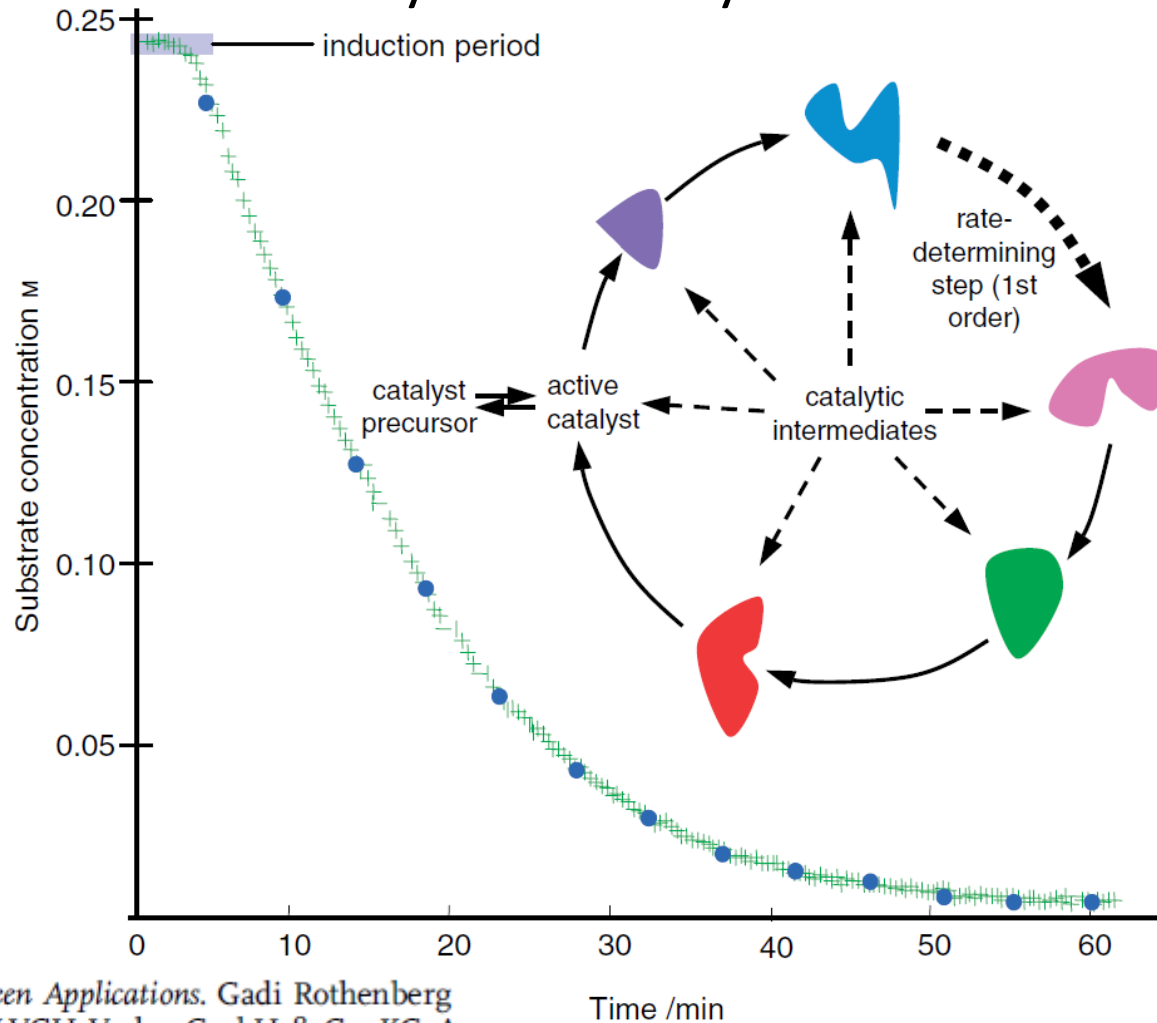 0.25
induction period
0.20
rate-
determining
step (1st
order)
0.15
catalyst
precursor
active
catalyst
catalytic
intermediates
Substrate concentration M
0.10
0.05
0
10
20
30
40
50
60
Applications. Gadi Rothenberg
Time /min